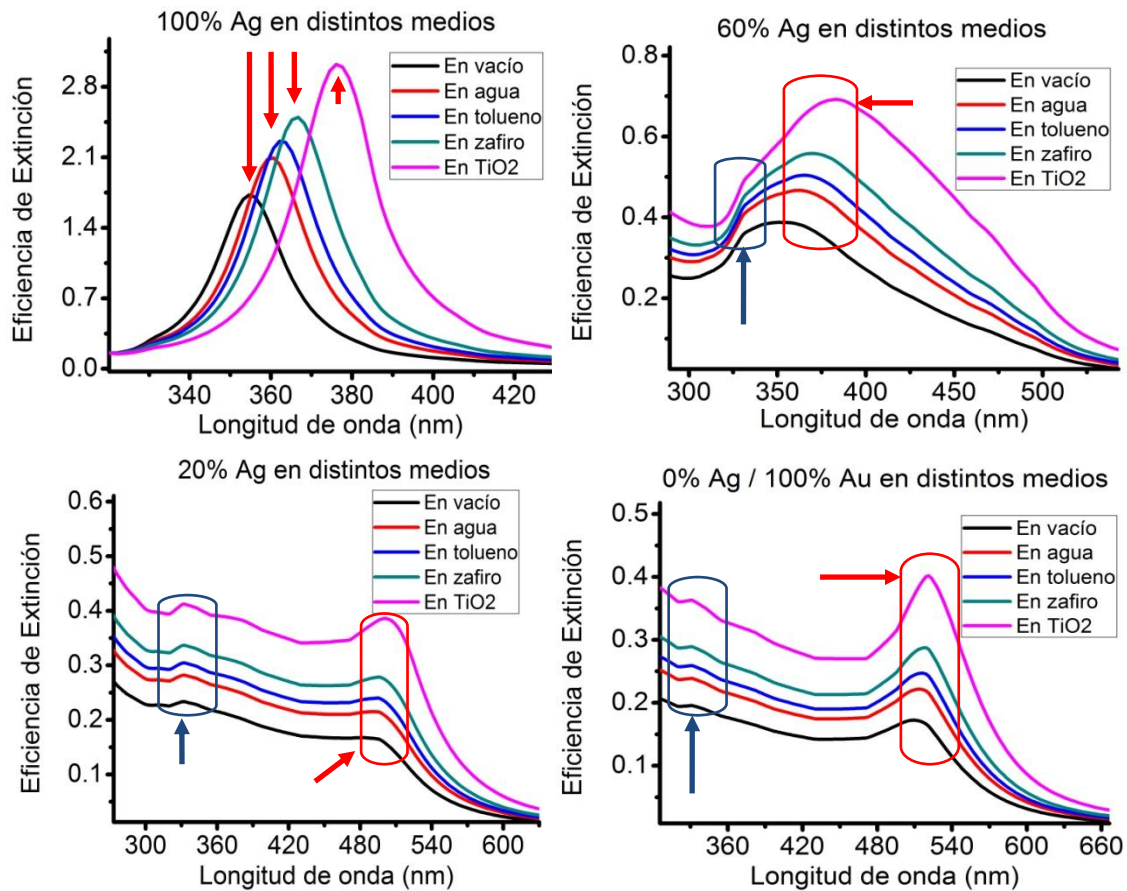 100% Ag en distintos medios
En vacío
En agua
En tolueno
En zafiro
En TiO2
Eficiencia de Extinción
2.8
2.1
1.4
0.7
0.0
340 360 380 400 420
Longitud de onda (nm)
60% Ag en distintos medios
En vacío
En agua
En tolueno
En zafiro
En TiO2
Eficiencia de Extinción
0.8
0.6
0.4
0.2
300 350 400 450 500
Longitud de onda (nm)
20% Ag en distintos medios
En vacío
En agua
En tolueno
En zafiro
En TiO2
Eficiencia de Extinción
0.6
0.5
0.4
0.3
0.2
0.1
300 360 420 480 540 600
Longitud de onda (nm)
0% Ag / 100% Au en distintos medios
En vacío
En agua
En tolueno
En zafiro
En TiO2
Eficiencia de Extinción
0.5
0.4
0.3
0.2
0.1
360 420 480 540 600 660
Longitud de onda (nm)